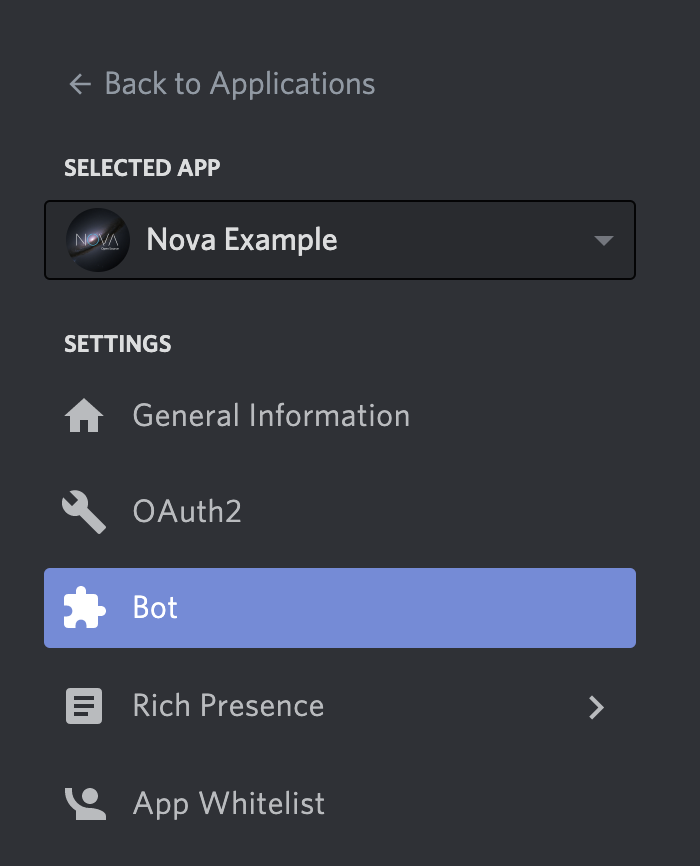 ← Back to Applications
SELECTED APP
NOVA
Nova Example
SETTINGS
General Information
OAuth2
Bot
Rich Presence
App Whitelist